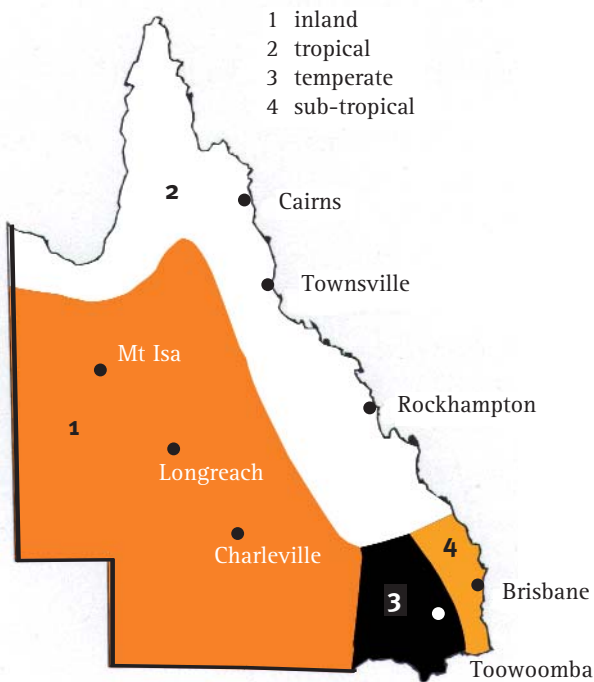 1 inland
2 tropical
3 temperate
4 sub-tropical
2
Cairns
Townsville
Mt Isa
Rockhampton
1
Longreach
Charleville
4
3
Brisbane
Toowoomba